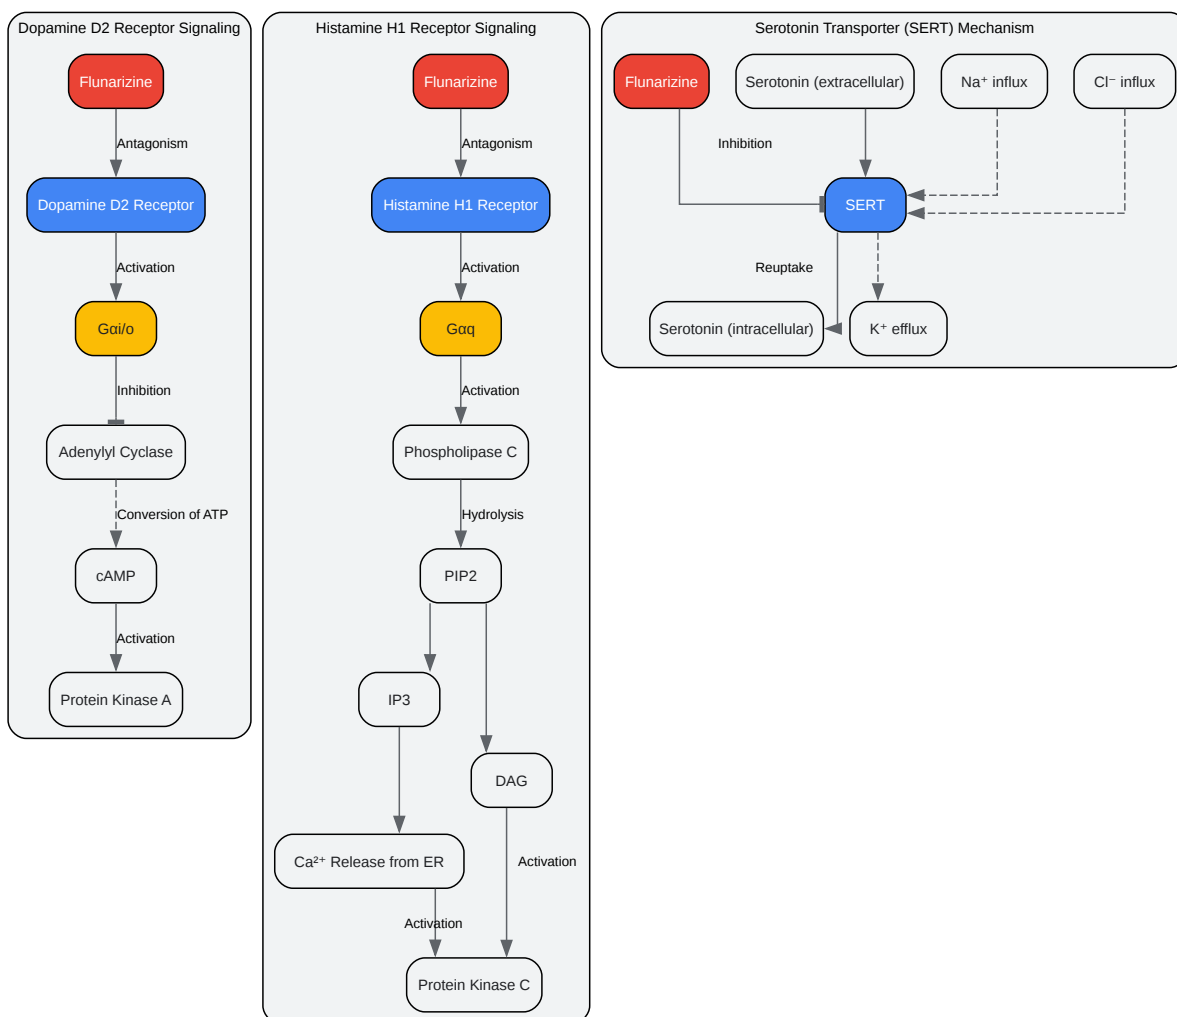 Dopamine D2 Receptor Signaling
Flunarizine
Antagonism
Dopamine D2 Receptor
Activation
Gαi/o
Inhibition
Adenylyl Cyclase
Conversion of ATP
cAMP
Activation
Protein Kinase A
Histamine H1 Receptor Signaling
Flunarizine
Antagonism
Histamine H1 Receptor
Activation
Gαq
Activation
Phospholipase C
Hydrolysis
PIP2
IP3
DAG
Ca²⁺ Release from ER
Activation
Activation
Protein Kinase C
Serotonin Transporter (SERT) Mechanism
Flunarizine
Serotonin (extracellular)
Na⁺ influx
Cl⁻ influx
Inhibition
SERT
Reuptake
Serotonin (intracellular)
K⁺ efflux